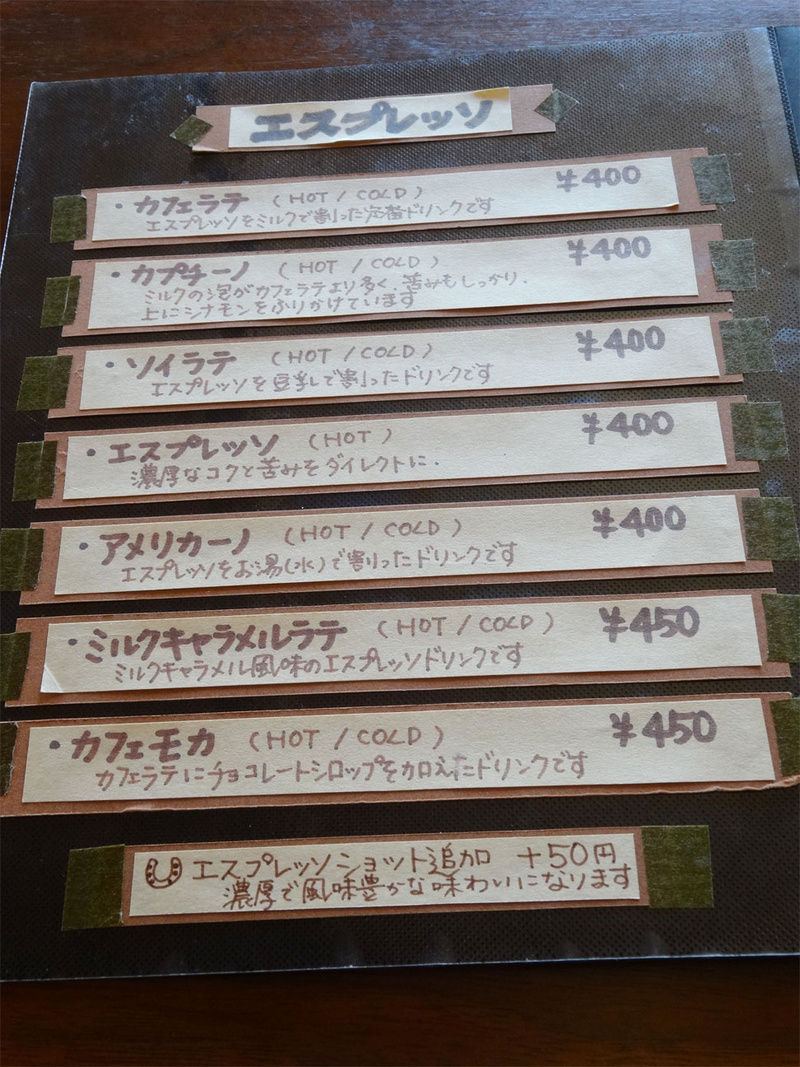 エスプレッソ
・カフェラテ (HOT / COLD) ¥400
エスプレッソをミルクで割った定番ドリンクです
・カプチーノ (HOT / COLD) ¥400
ミルクの泡がカフェラテより多く、苦みもしっかり、
上にシナモンをふりかけています
・ソイラテ (HOT / COLD) ¥400
エスプレッソを豆乳で割ったドリンクです
・エスプレッソ (HOT) ¥400
濃厚なコクと苦みをダイレクトに、
・アメリカーノ (HOT / COLD) ¥400
エスプレッソをお湯(水)で割ったドリンクです
・ミルクキャラメルラテ (HOT / COLD) ¥450
ミルクキャラメル風味のエスプレッソドリンクです
・カフェモカ (HOT / COLD) ¥450
カフェラテにチョコレートシロップを加えたドリンクです
エスプレッソショット追加 +50円
濃厚で風味豊かな味わいになります